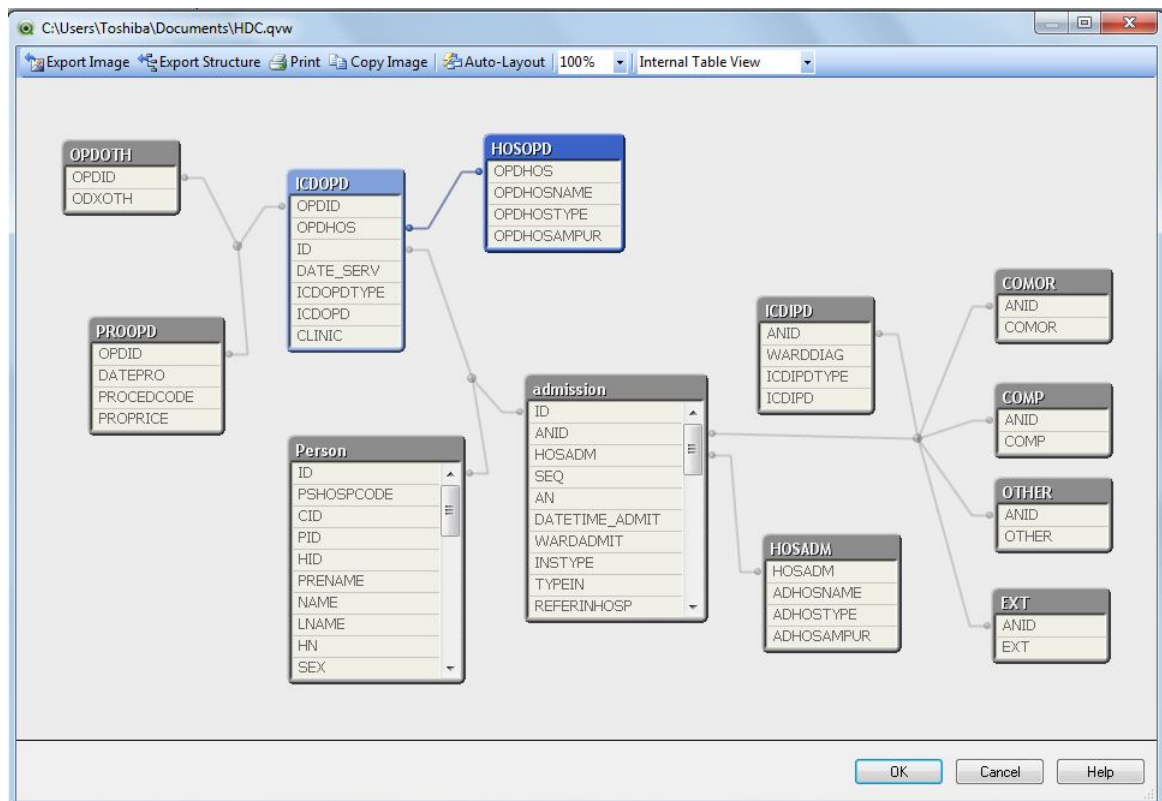 C:\Users\Toshiba\Documents\HDC.qvw
Export Image Export Structure Print Copy Image Auto-Layout 100% Internal Table View
OPDOTH
OPDID
ODXOTH
ICDOPD
OPDID
OPDHOS
ID
DATE_SERV
ICDOPDTYPE
ICDOPD
CLINIC
HOSOPD
OPDHOS
OPDHOSNAME
OPDHOSTYPE
OPDHOSAMPUR
PROOPD
OPDID
DATEPRO
PROCEDCODE
PROPRICE
Person
ID
PSHOSPCODE
CID
PID
HID
PRENAME
NAME
LNAME
HN
SEX
admission
ID
ANID
HOSADM
SEQ
AN
DATETIME_ADMIT
WARDADMIT
INSTYPE
TYPEIN
REFERINHOSP
ICDIPD
ANID
WARDDIAG
ICDIPDTYPE
ICDIPD
HOSADM
HOSADM
ADHOSNAME
ADHOSTYPE
ADHOSAMPUR
COMOR
ANID
COMOR
COMP
ANID
COMP
OTHER
ANID
OTHER
EXT
ANID
EXT
OK Cancel Help